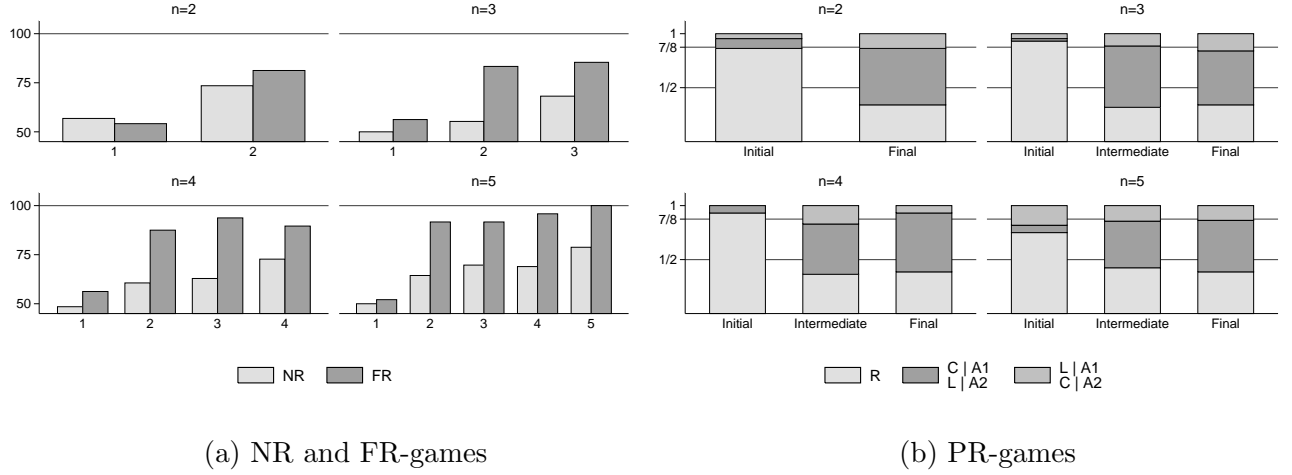 n=2
n=3
100
75
50
1
2
1
2
3
n=4
n=5
100
75
50
1
2
3
4
1
2
3
4
5
NR
FR
(a) NR and FR-games
n=2
n=3
1
7/8
1/2
Initial
Final
Initial
Intermediate
Final
n=4
n=5
1
7/8
1/2
Initial
Intermediate
Final
Initial
Intermediate
Final
R
C | A1
L | A2
L | A1
C | A2
(b) PR-games